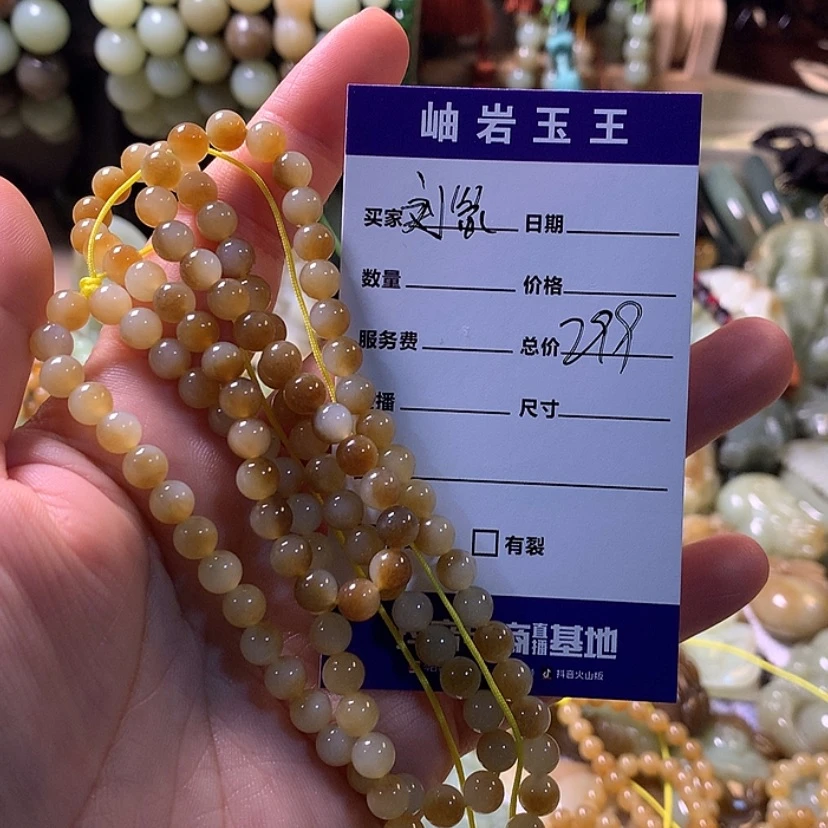 岫岩玉王
买家 刘 日期
数量 价格
服务费 总价 299
播 尺寸
有裂
直播基地
抖音火山版